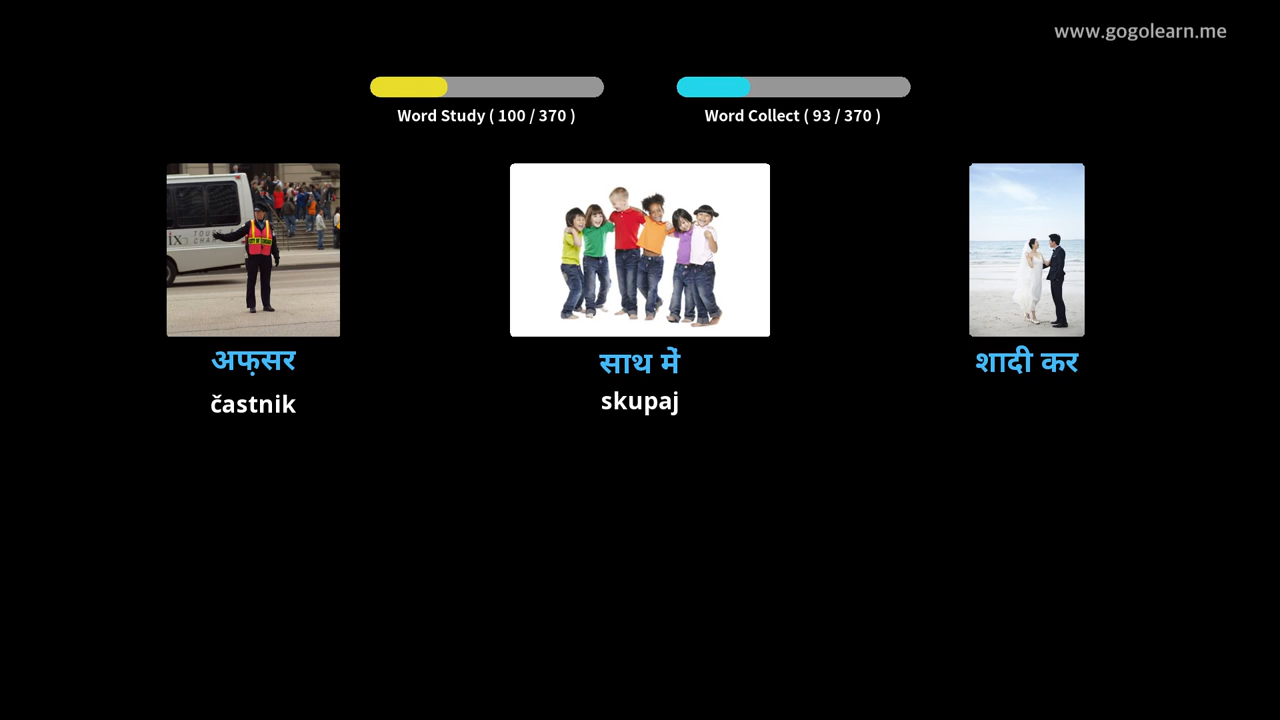 www.gogolearn.me
Word Study ( 100 / 370 )
Word Collect ( 93 / 370 )
अफ़सर
साथ में
शादी कर
častnik
skupaj